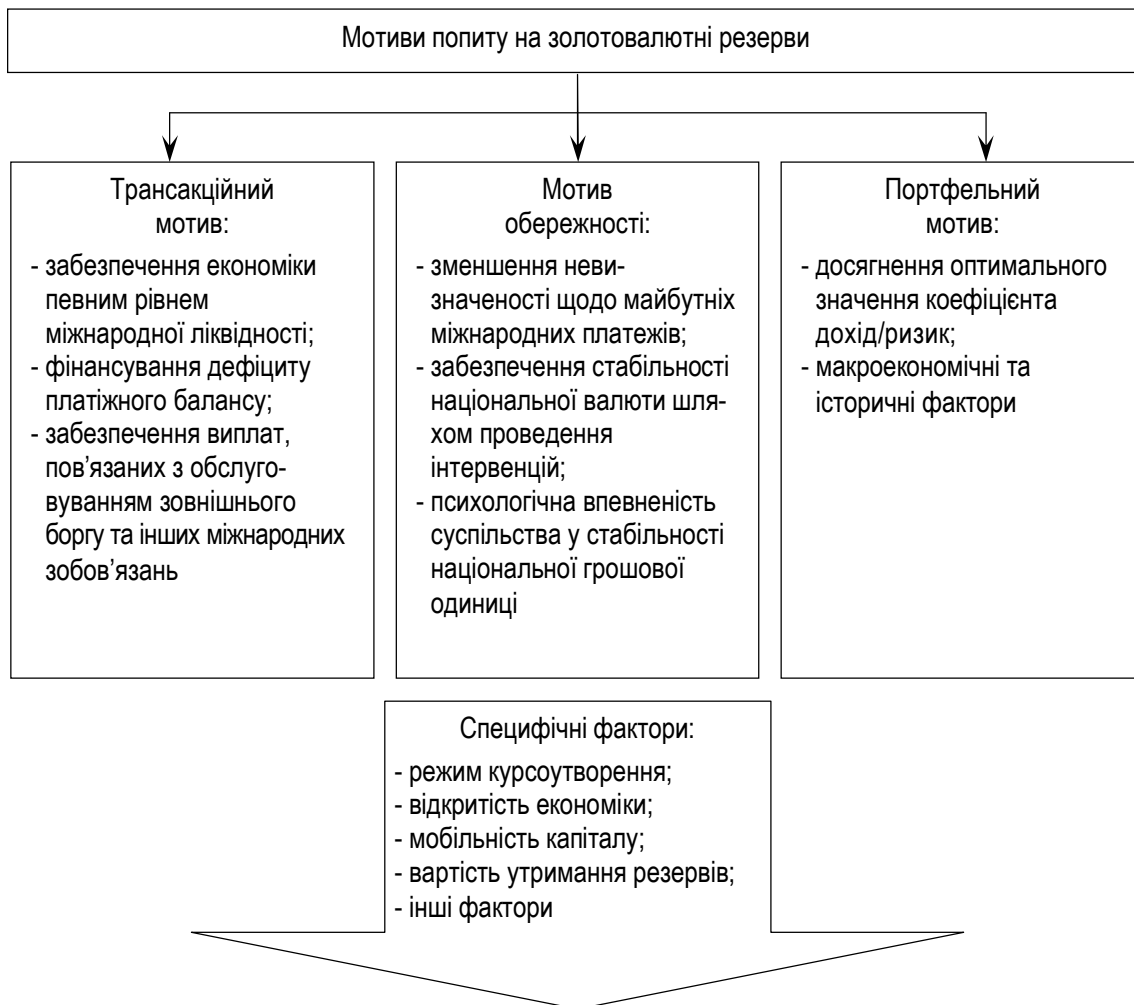 Мотиви попиту на золотовалютні резерви
Трансакційний
мотив:
- забезпечення економіки
певним рівнем
міжнародної ліквідності;
- фінансування дефіциту
платіжного балансу;
- забезпечення виплат,
пов’язаних з обслуго-
вуванням зовнішнього
боргу та інших міжнародних
зобов’язань
Мотив
обережності:
- зменшення неви-
значеності щодо майбутніх
міжнародних платежів;
- забезпечення стабільності
національної валюти шля-
хом проведення
інтервенцій;
- психологічна впевненість
суспільства у стабільності
національної грошової
одиниці
Портфельний
мотив:
- досягнення оптимального
значення коефіцієнта
дохід/ризик;
- макроекономічні та
історичні фактори
Специфічні фактори:
- режим курсоутворення;
- відкритість економіки;
- мобільність капіталу;
- вартість утримання резервів;
- інші фактори